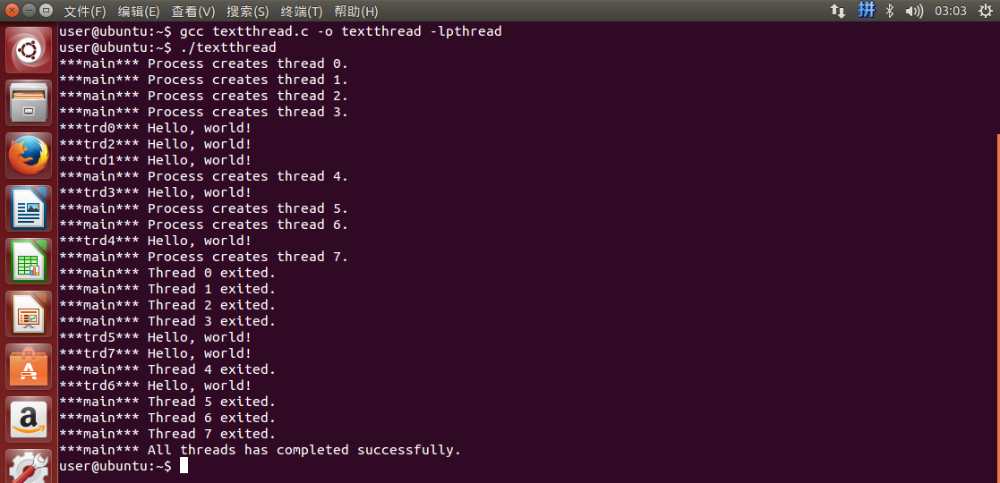 文件(F) 编辑(E) 查看(V) 搜索(S) 终端(T) 帮助(H) 拼 03:03
user@ubuntu:~$ gcc textthread.c -o textthread -lpthread
user@ubuntu:~$ ./textthread
***main*** Process creates thread 0.
***main*** Process creates thread 1.
***main*** Process creates thread 2.
***main*** Process creates thread 3.
***trd0*** Hello, world!
***trd2*** Hello, world!
***trd1*** Hello, world!
***main*** Process creates thread 4.
***trd3*** Hello, world!
***main*** Process creates thread 5.
***main*** Process creates thread 6.
***trd4*** Hello, world!
***main*** Process creates thread 7.
***main*** Thread 0 exited.
***main*** Thread 1 exited.
***main*** Thread 2 exited.
***main*** Thread 3 exited.
***trd5*** Hello, world!
***trd7*** Hello, world!
***main*** Thread 4 exited.
***trd6*** Hello, world!
***main*** Thread 5 exited.
***main*** Thread 6 exited.
***main*** Thread 7 exited.
***main*** All threads has completed successfully.
user@ubuntu:~$